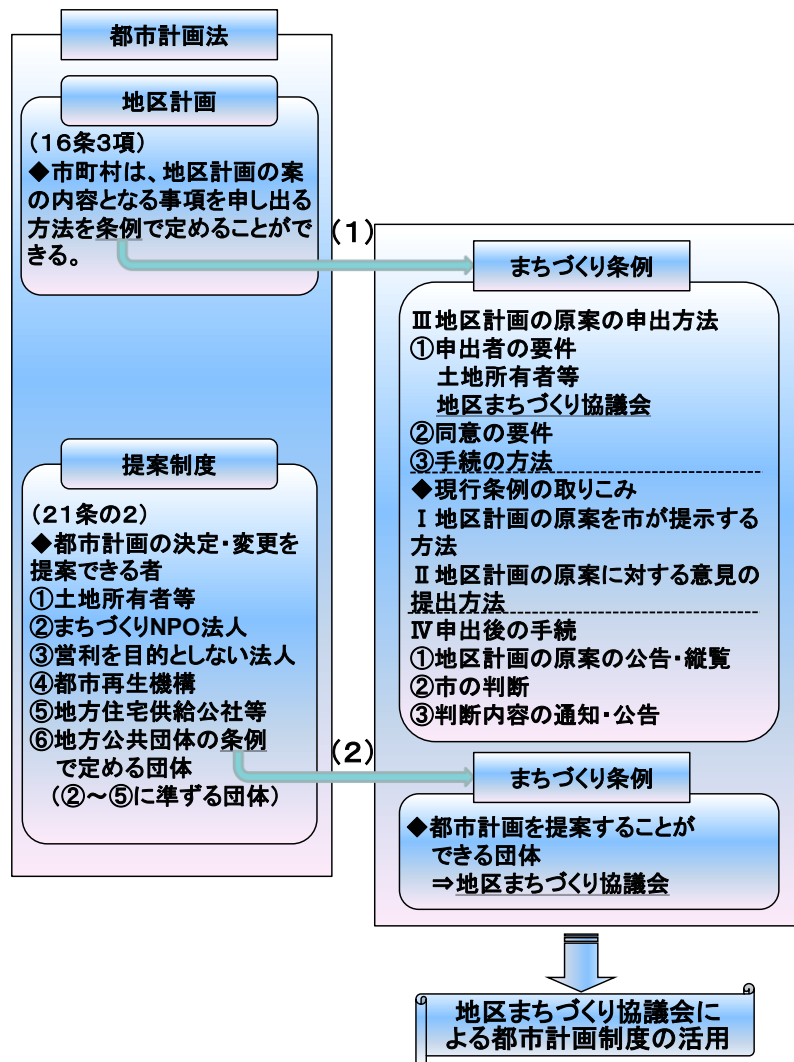 都市計画法
地区計画
(16条3項)
◆市町村は、地区計画の案
の内容となる事項を申し出る
方法を条例で定めることがで
きる。
提案制度
(21条の2)
◆都市計画の決定・変更を
提案できる者
①土地所有者等
②まちづくりNPO法人
③営利を目的としない法人
④都市再生機構
⑤地方住宅供給公社等
⑥地方公共団体の条例
で定める団体
(②～⑤に準ずる団体)
(1)
まちづくり条例
Ⅲ地区計画の原案の申出方法
①申出者の要件
土地所有者等
地区まちづくり協議会
②同意の要件
③手続の方法
◆現行条例の取りこみ
Ⅰ地区計画の原案を市が提示する
方法
Ⅱ地区計画の原案に対する意見の
提出方法
Ⅳ申出後の手続
①地区計画の原案の公告・縦覧
②市の判断
③判断内容の通知・公告
(2)
まちづくり条例
◆都市計画を提案することが
できる団体
⇒地区まちづくり協議会
地区まちづくり協議会に
よる都市計画制度の活用